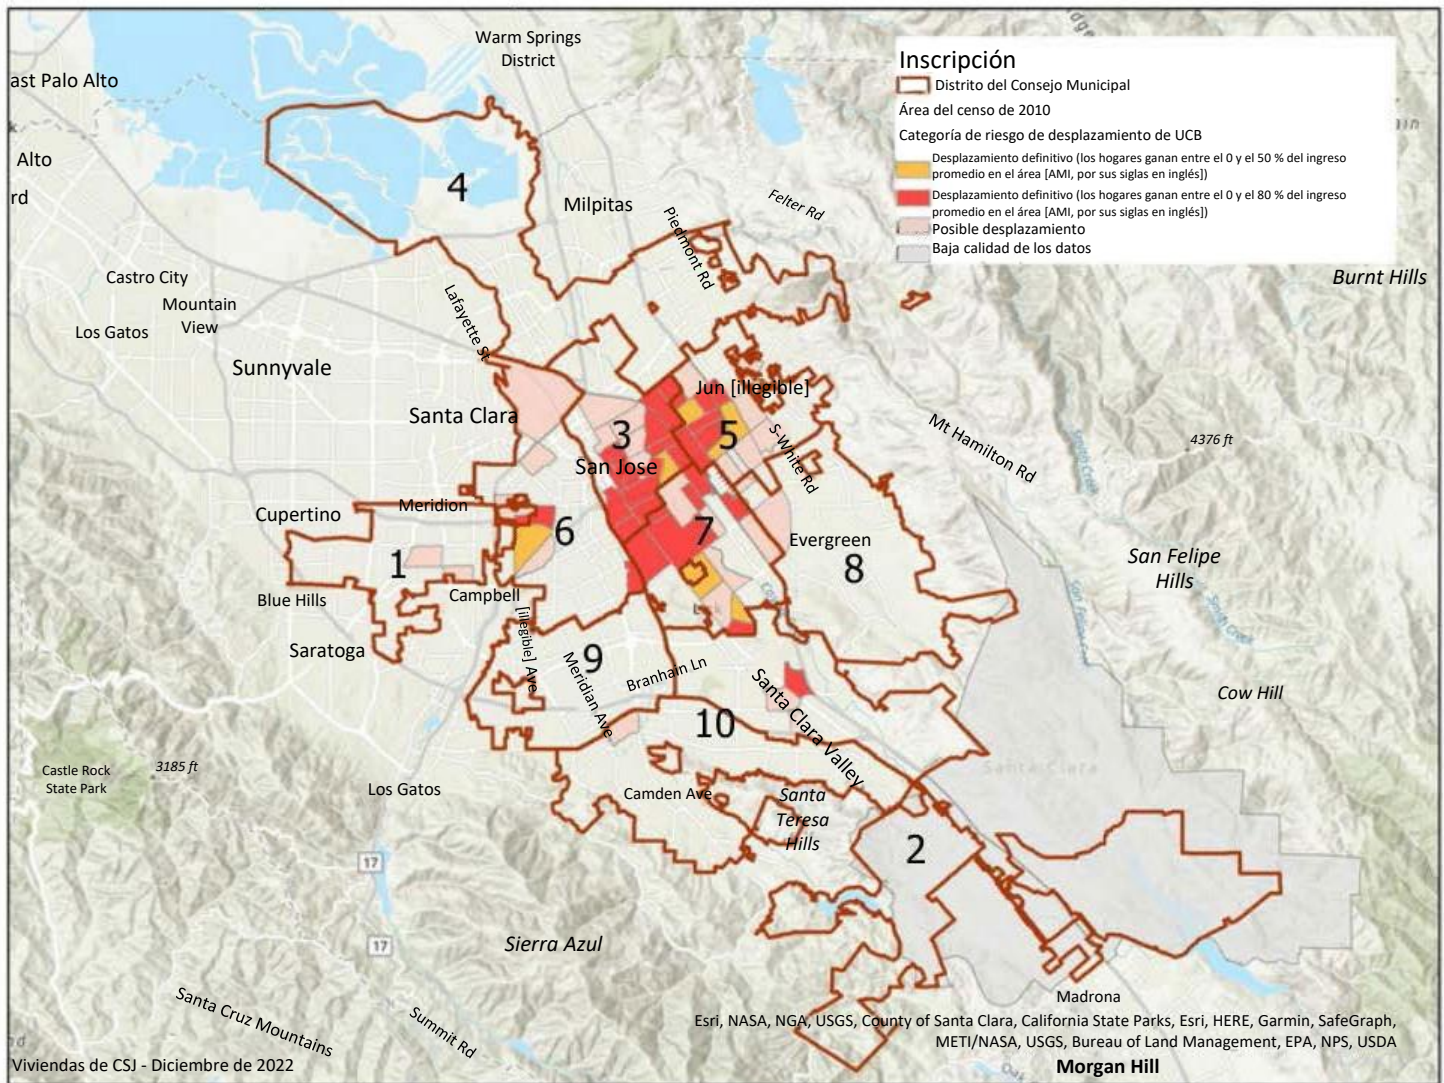 Warm Springs
District
ast Palo Alto
Alto
rd
Inscripción
Distrito del Consejo Municipal
Área del censo de 2010
Categoría de riesgo de desplazamiento de UCB
Desplazamiento definitivo (los hogares ganan entre el 0 y el 50 % del ingreso
promedio en el área [AMI, por sus siglas en inglés])
Desplazamiento definitivo (los hogares ganan entre el 0 y el 80 % del ingreso
promedio en el área [AMI, por sus siglas en inglés])
Posible desplazamiento
Baja calidad de los datos
4
Milpitas
Felter Rd
Piedmont Rd
Castro City
Mountain
View
Los Gatos
Lafayette St
Burnt Hills
Sunnyvale
Santa Clara
Jun [illegible]
3
5
San Jose
S-White Rd
Mt Hamilton Rd
4376 ft
Smith Creek
Cupertino
Meridion
6
7
Evergreen
8
1
San Felipe
Hills
Blue Hills
Campbell
[illegible] Ave
Saratoga
9
Meridian Ave
Branhain Ln
Santa Clara Valley
10
Cow Hill
Castle Rock
State Park
3185 ft
Los Gatos
Camden Ave
Santa
Teresa
Hills
Santa Clara
2
17
17
Sierra Azul
Santa Cruz Mountains
Summit Rd
Madrona
Esri, NASA, NGA, USGS, County of Santa Clara, California State Parks, Esri, HERE, Garmin, SafeGraph,
METI/NASA, USGS, Bureau of Land Management, EPA, NPS, USDA
Viviendas de CSJ - Diciembre de 2022
Morgan Hill